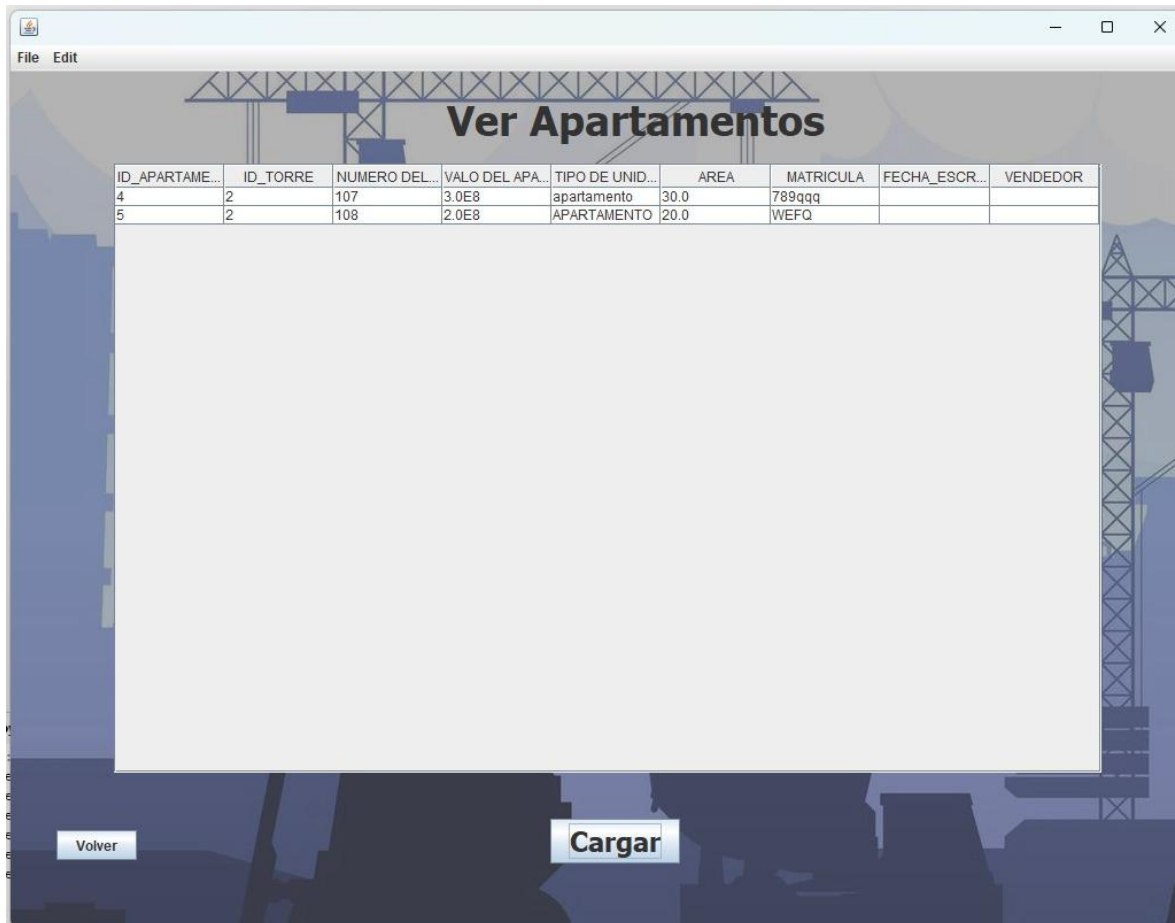 File Edit
Ver Apartamentos
ID_APARTAME... ID_TORRE NUMERO DEL... VALO DEL APA... TIPO DE UNID... AREA MATRICULA FECHA_ESCR... VENDEDOR
4 2 107 3.0E8 apartamento 30.0 789qqq
5 2 108 2.0E8 APARTAMENTO 20.0 WEFQ
Volver Cargar